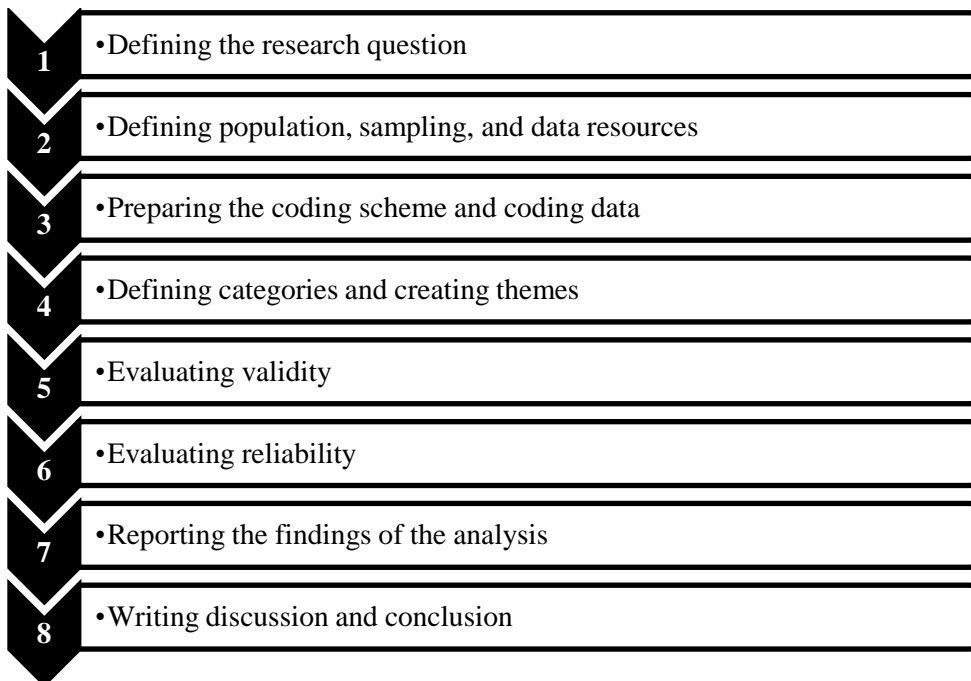 1 •Defining the research question
2 •Defining population, sampling, and data resources
3 •Preparing the coding scheme and coding data
4 •Defining categories and creating themes
5 •Evaluating validity
6 •Evaluating reliability
7 •Reporting the findings of the analysis
8 •Writing discussion and conclusion